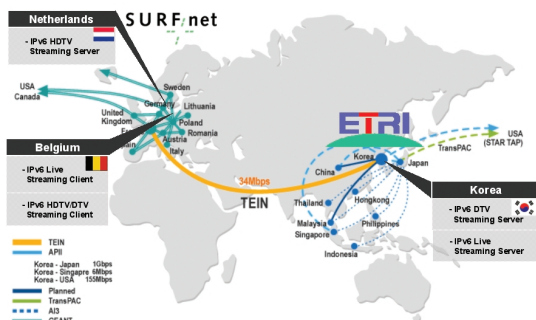 Netherlands
- IPv6 HDTV
Streaming Server
SURFnet
USA
Canada
Sweden
Germany
Lithuania
United
Kingdom
Poland
Romania
Austria
Italy
Belgium
- IPv6 Live
Streaming Client
- IPv6 HDTV/DTV
Streaming Client
ETRI
34Mbps
TEIN
Korea
Japan
China
TransPAC
USA
(STAR TAP)
Thailand
Hongkong
Malaysia
Philippines
Singapore
Indonesia
Korea
- IPv6 DTV
Streaming Server
- IPv6 Live
Streaming Server
TEIN
APII
Korea - Japan 1Gbps
Korea - Singapre 6Mbps
Korea - USA 155Mbps
Planned
TransPAC
AI3